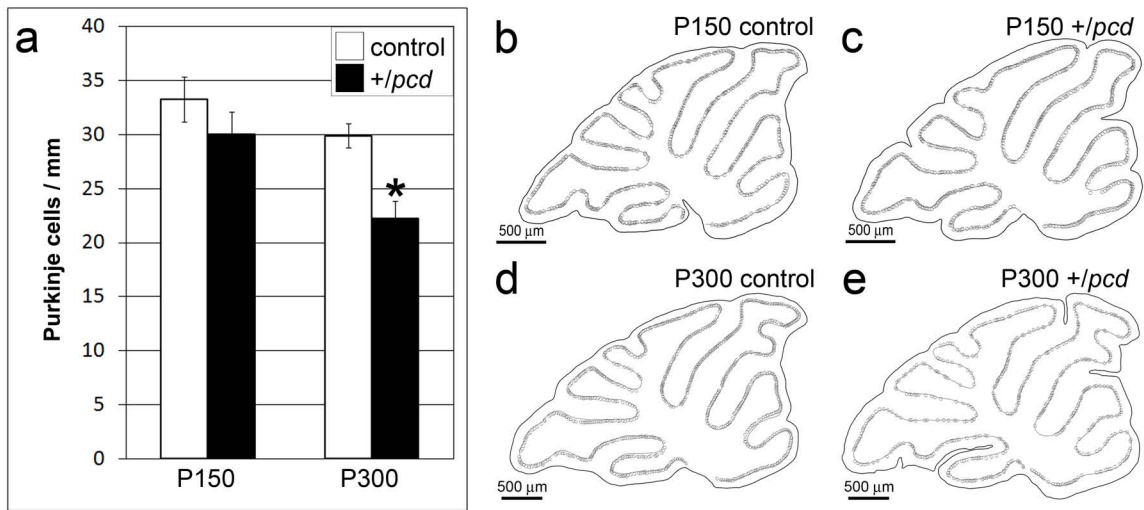 a
Purkinje cells / mm
40
35
30
25
20
15
10
5
0
control
+/pcd
*
P150
P300
b
P150 control
500 µm
c
P150 +/pcd
500 µm
d
P300 control
500 µm
e
P300 +/pcd
500 µm